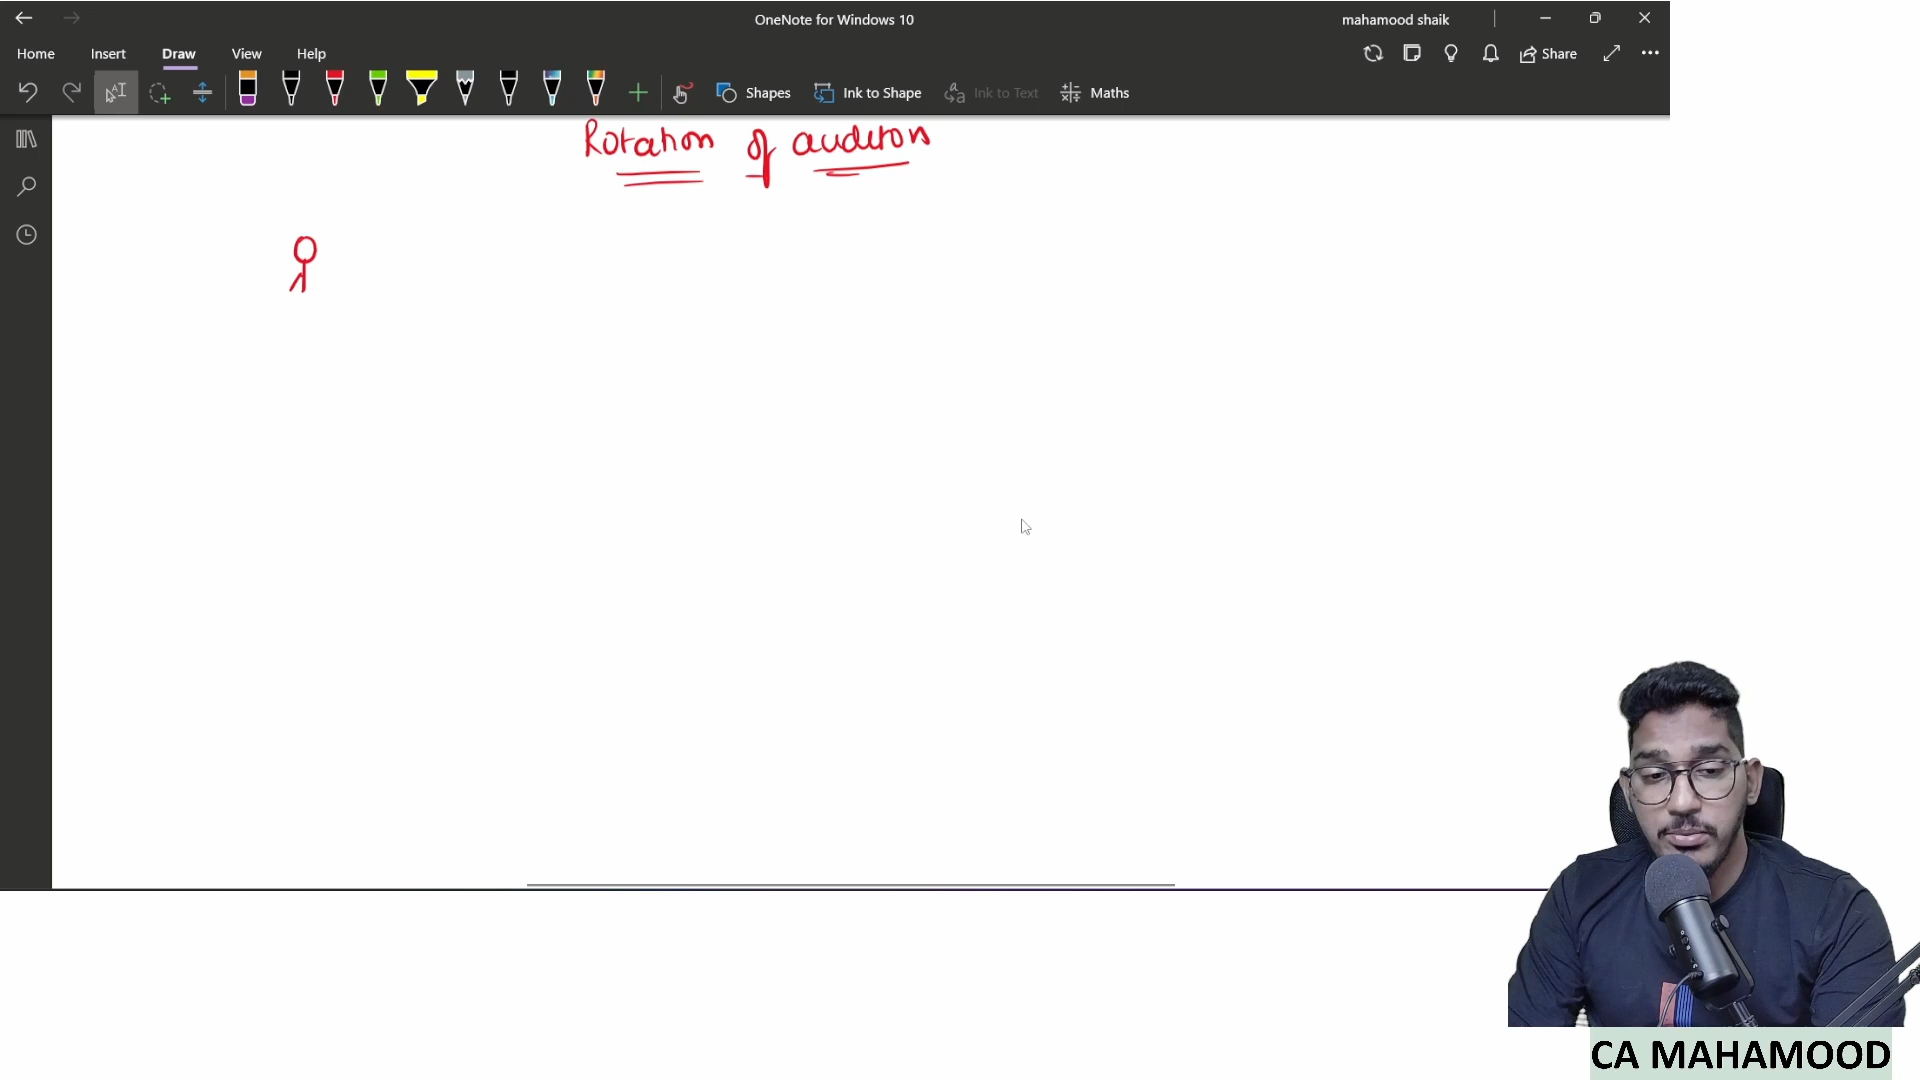 OneNote for Windows 10
mahamood shaik
Home Insert Draw View Help
Share
Shapes Ink to Shape Ink to Text Maths
Rotation of auditors
CA MAHAMOOD